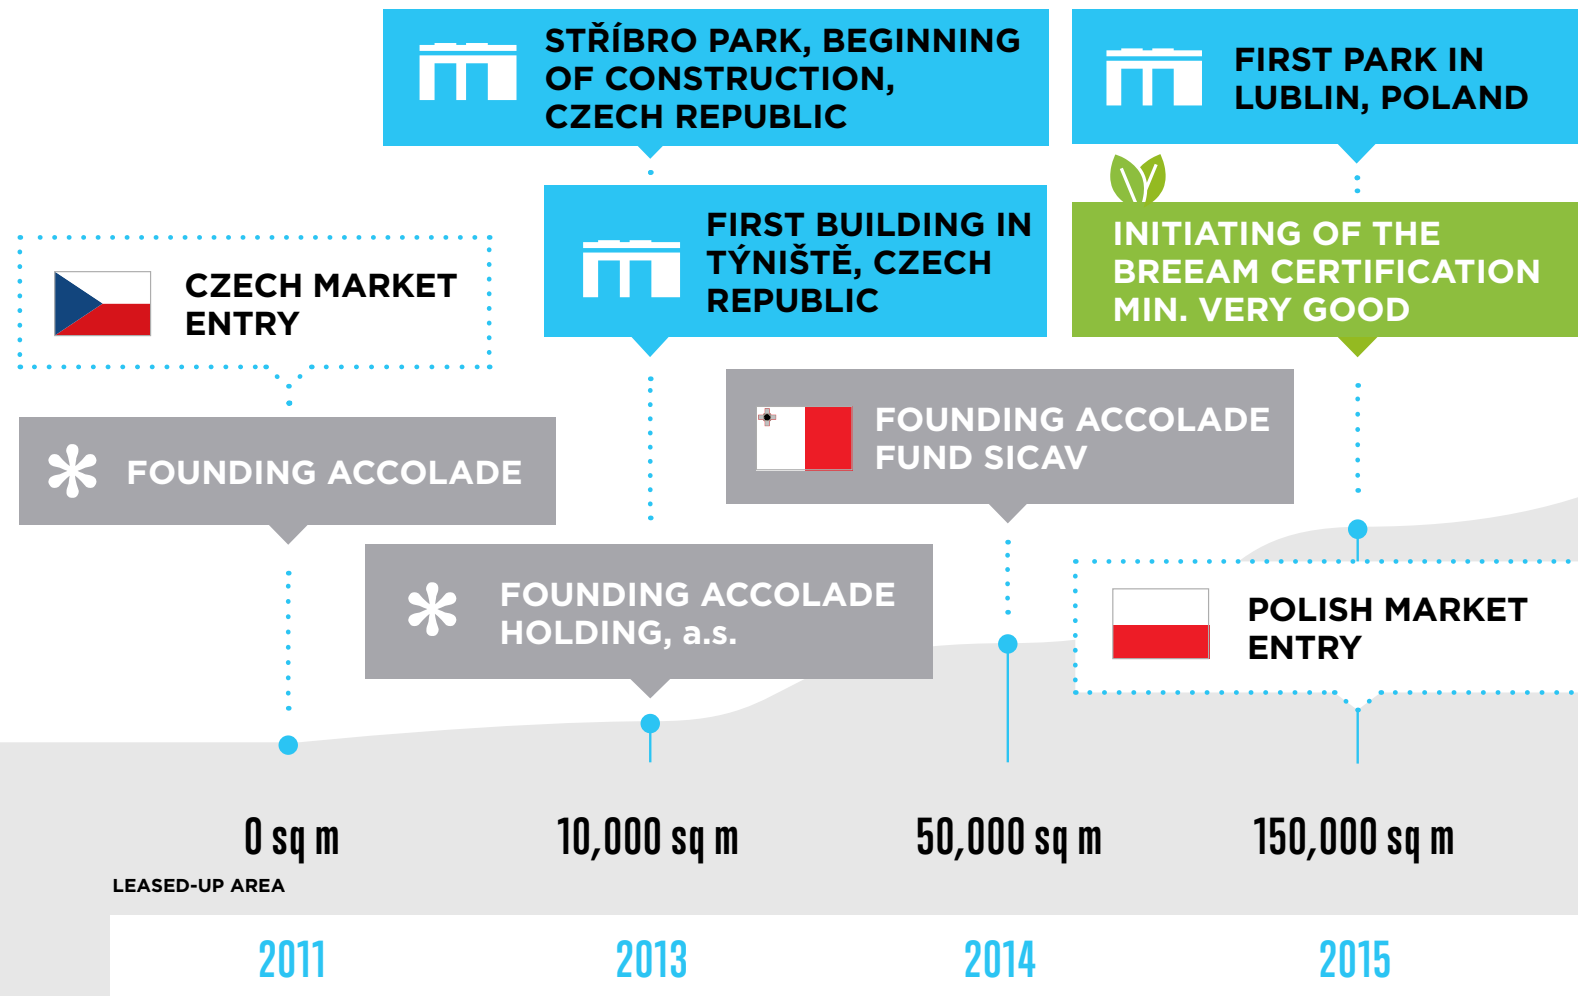 STŘÍBRO PARK, BEGINNING
OF CONSTRUCTION,
CZECH REPUBLIC
FIRST PARK IN
LUBLIN, POLAND
FIRST BUILDING IN
TÝNIŠTĚ, CZECH
REPUBLIC
INITIATING OF THE
BREEAM CERTIFICATION
MIN. VERY GOOD
CZECH MARKET
ENTRY
FOUNDING ACCOLADE
FOUNDING ACCOLADE
FUND SICAV
FOUNDING ACCOLADE
HOLDING, a.s.
POLISH MARKET
ENTRY
0 sq m
10,000 sq m
50,000 sq m
150,000 sq m
LEASED-UP AREA
2011
2013
2014
2015